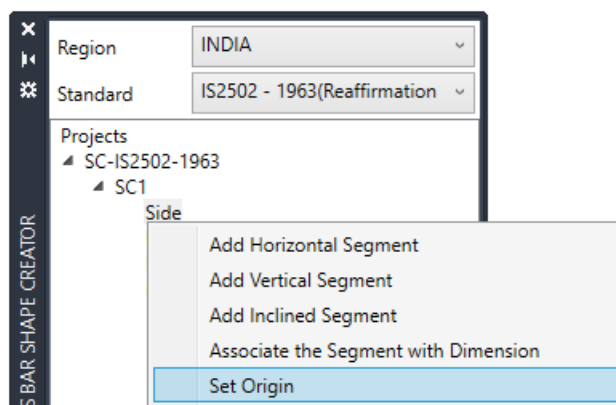 Region
INDIA
Standard
IS2502 - 1963(Reaffirmation
Projects
SC-IS2502-1963
SC1
Side
Add Horizontal Segment
Add Vertical Segment
Add Inclined Segment
Associate the Segment with Dimension
Set Origin
S BAR SHAPE CREATOR